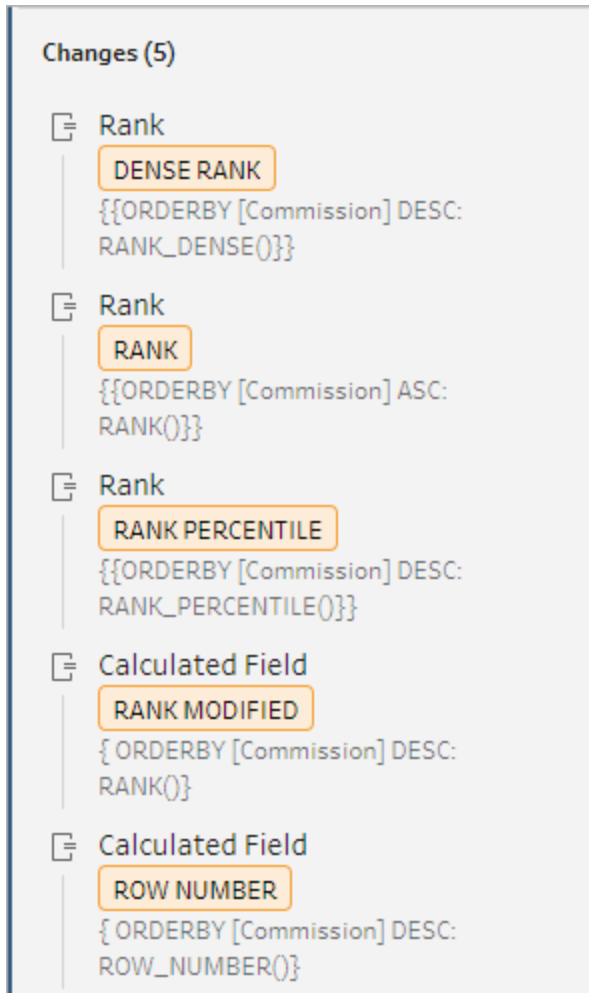 Changes (5)
Rank
DENSE RANK
{{ORDERBY [Commission] DESC:
RANK_DENSE()}}
Rank
RANK
{{ORDERBY [Commission] ASC:
RANK()}}
Rank
RANK PERCENTILE
{{ORDERBY [Commission] DESC:
RANK_PERCENTILE()}}
Calculated Field
RANK MODIFIED
{ ORDERBY [Commission] DESC:
RANK()}
Calculated Field
ROW NUMBER
{ ORDERBY [Commission] DESC:
ROW_NUMBER()}